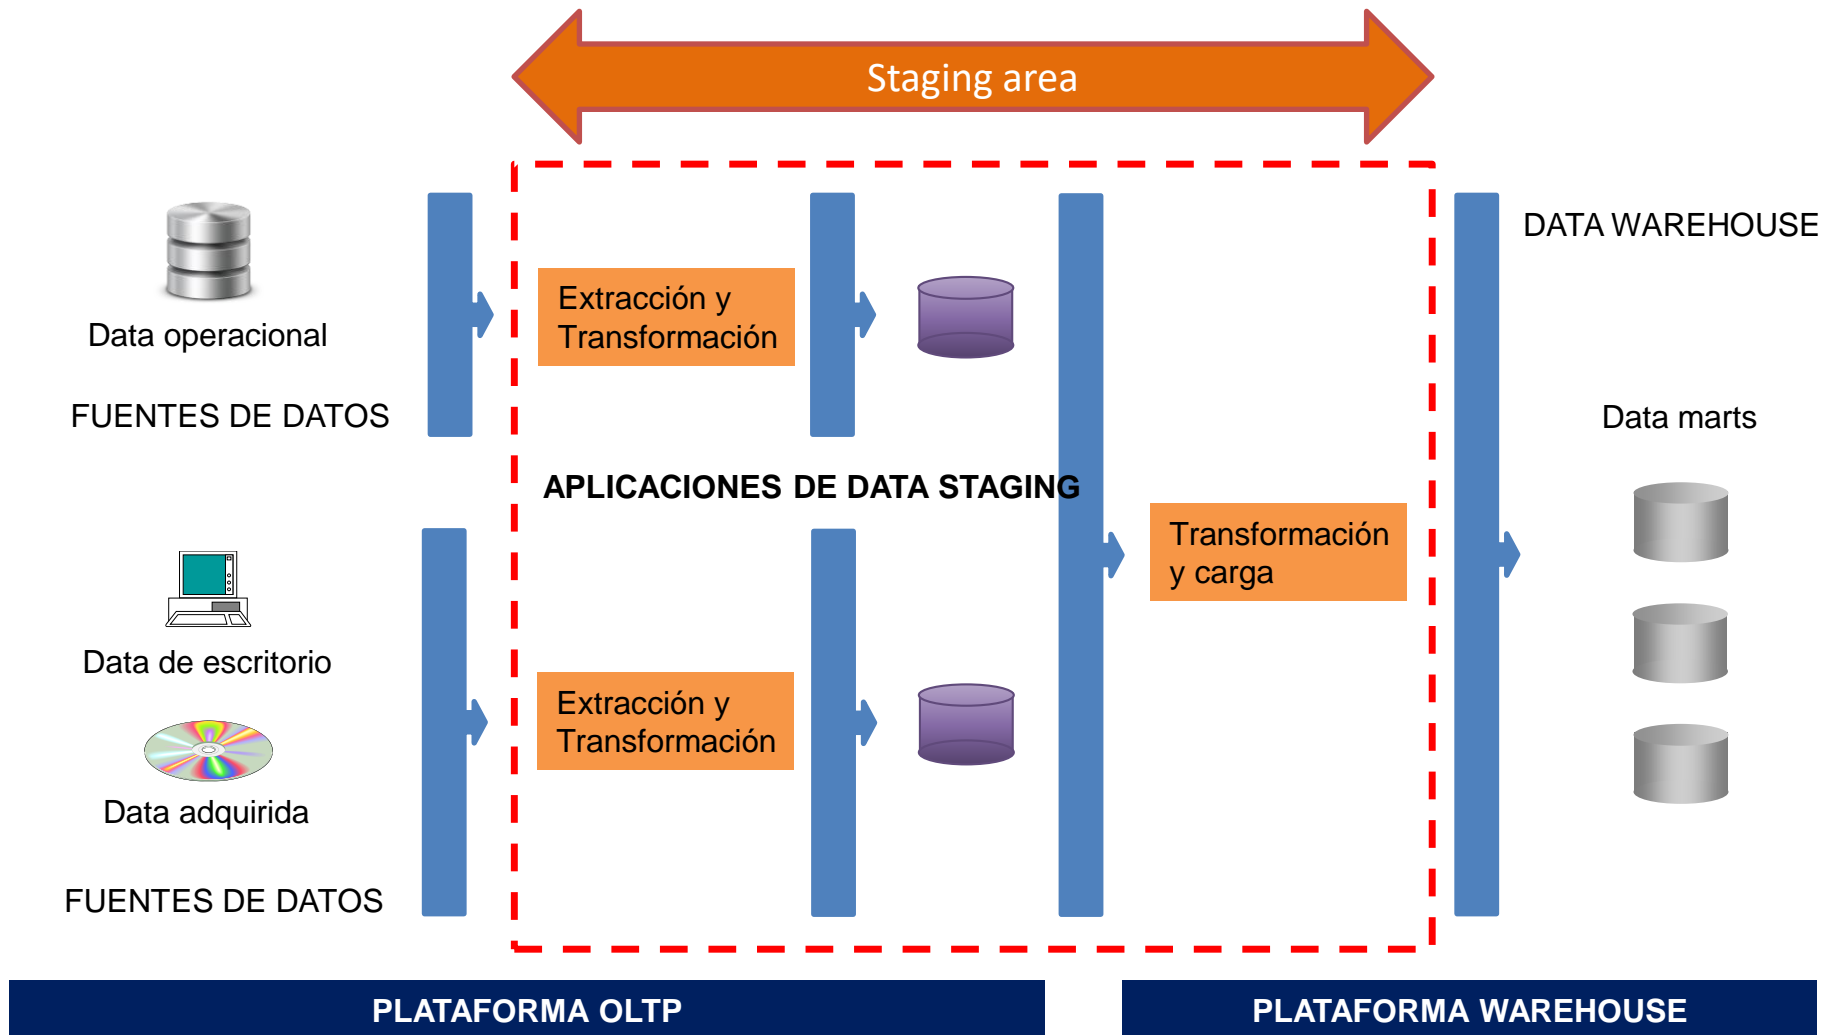 Staging area
Data operacional
FUENTES DE DATOS
Extracción y
Transformación
DATA WAREHOUSE
Data marts
APLICACIONES DE DATA STAGING
Transformación
y carga
Data de escritorio
Data adquirida
FUENTES DE DATOS
Extracción y
Transformación
PLATAFORMA OLTP
PLATAFORMA WAREHOUSE